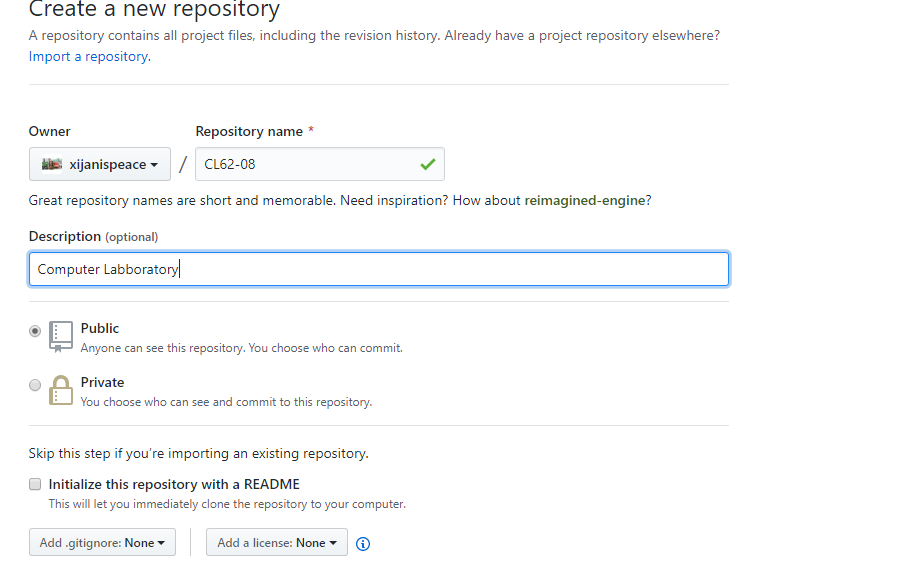 Create a new repository
A repository contains all project files, including the revision history. Already have a project repository elsewhere?
Import a repository.
Owner
Repository name *
xijanispeace
/
CL62-08
Great repository names are short and memorable. Need inspiration? How about reimagined-engine?
Description (optional)
Computer Labboratory
Public
Anyone can see this repository. You choose who can commit.
Private
You choose who can see and commit to this repository.
Skip this step if you’re importing an existing repository.
Initialize this repository with a README
This will let you immediately clone the repository to your computer.
Add .gitignore: None
Add a license: None